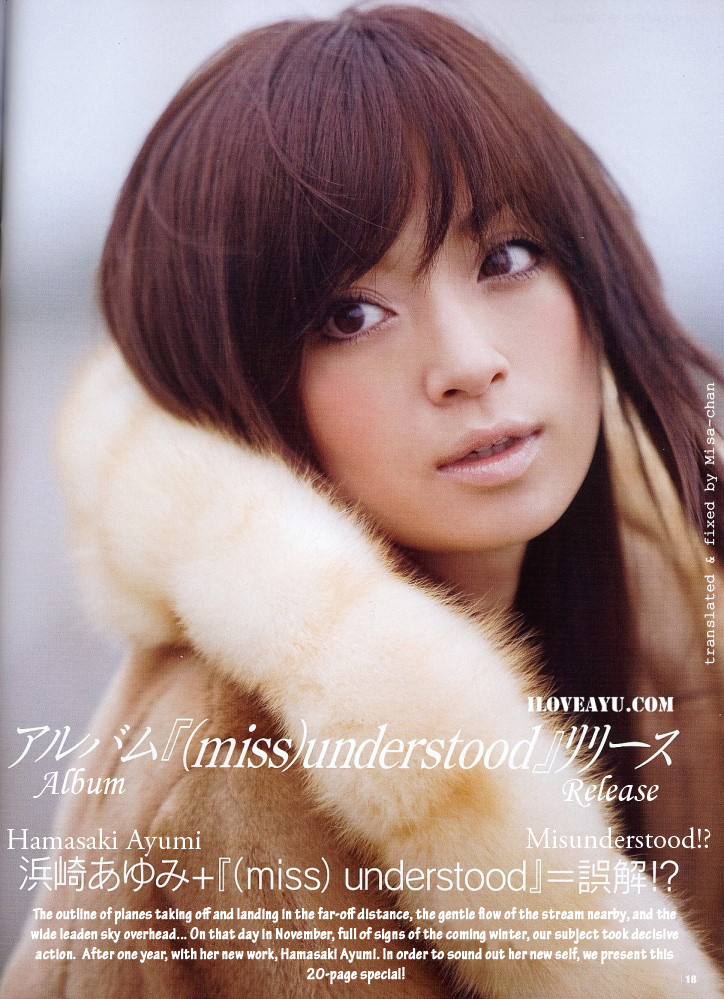 translated & fixed by Misa-chan
ILOVEAYU.COM
アルバム『(miss)understood』リリース
Album
Release
Hamasaki Ayumi
Misunderstood!?
浜崎あゆみ+『(miss) understood』=誤解!?
The outline of planes taking off and landing in the far-off distance, the gentle flow of the stream nearby, and the
wide leaden sky overhead... On that day in November, full of signs of the coming winter, our subject took decisive
action. After one year, with her new work, Hamasaki Ayumi. In order to sound out her new self, we present this
20-page special!
18